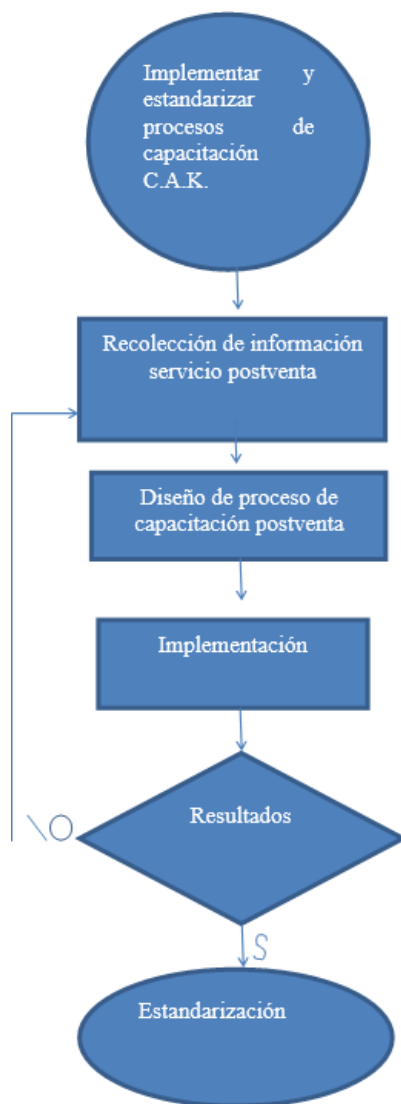 Implementar y
estandarizar
procesos de
capacitación
C.A.K.
Recolección de información
servicio postventa
Diseño de proceso de
capacitación postventa
Implementación
Resultados
\O
S
Estandarización